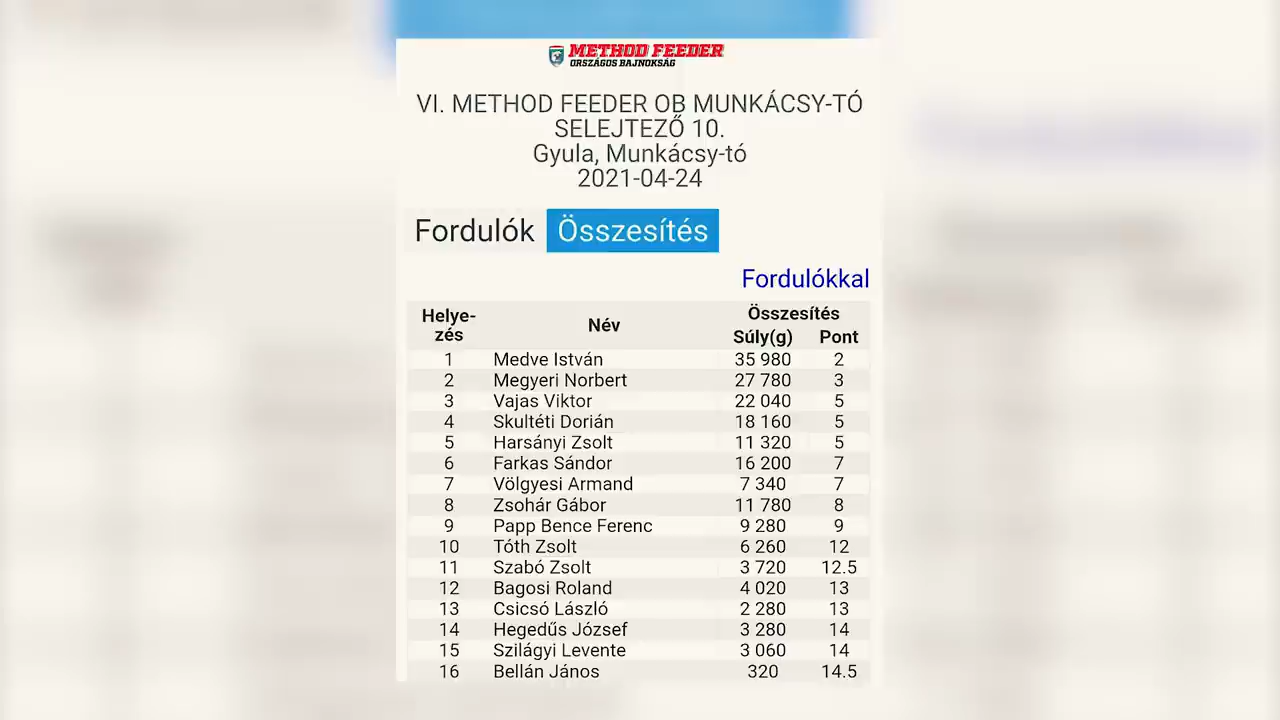 METHOD FEEDER
ORSZÁGOS BAJNOKSÁG
VI. METHOD FEEDER OB MUNKÁCSY-TÓ
SELEJTEZŐ 10.
Gyula, Munkácsy-tó
2021-04-24
Fordulók Összesítés
Fordulókkal
Helye-
zés Név Összesítés
Súly(g) Pont
1 Medve István 35 980 2
2 Megyeri Norbert 27 780 3
3 Vajas Viktor 22 040 5
4 Skultéti Dorián 18 160 5
5 Harsányi Zsolt 11 320 5
6 Farkas Sándor 16 200 7
7 Völgyesi Armand 7 340 7
8 Zsohár Gábor 11 780 8
9 Papp Bence Ferenc 9 280 9
10 Tóth Zsolt 6 260 12
11 Szabó Zsolt 3 720 12.5
12 Bagosi Roland 4 020 13
13 Csicsó László 2 280 13
14 Hegedűs József 3 280 14
15 Szilágyi Levente 3 060 14
16 Bellán János 320 14.5